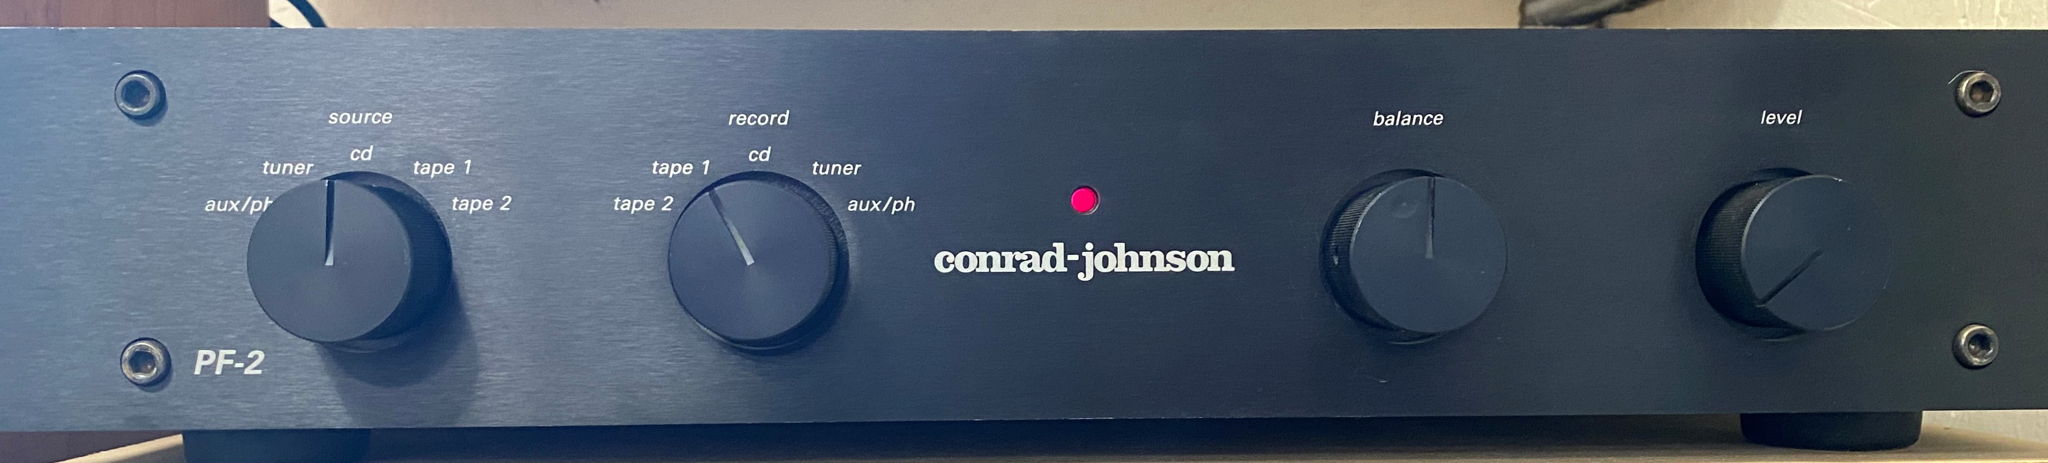 source
cd
tuner
tape 1
aux/ph
tape 2
record
cd
tape 1
tuner
tape 2
aux/ph
conrad-johnson
balance
level
PF-2